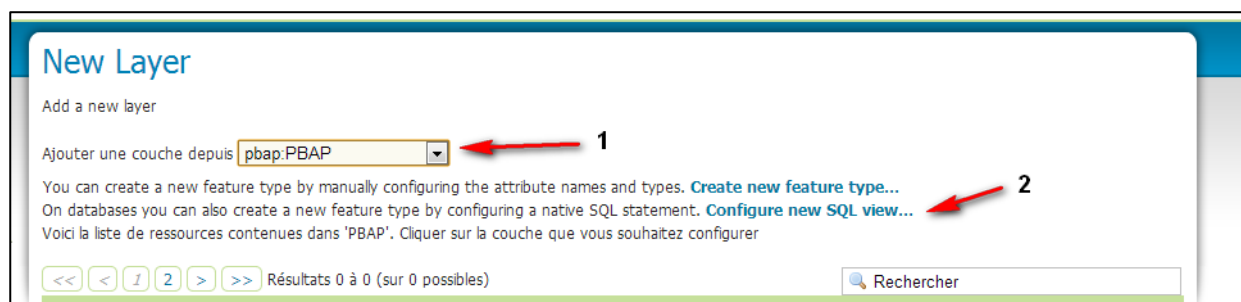 New Layer
Add a new layer
Ajouter une couche depuis pbap:PBAP 1
You can create a new feature type by manually configuring the attribute names and types. Create new feature type... 2
On databases you can also create a new feature type by configuring a native SQL statement. Configure new SQL view...
Voici la liste de ressources contenues dans 'PBAP'. Cliquer sur la couche que vous souhaitez configurer
<< < 1 2 > >> Résultats 0 à 0 (sur 0 possibles) Rechercher